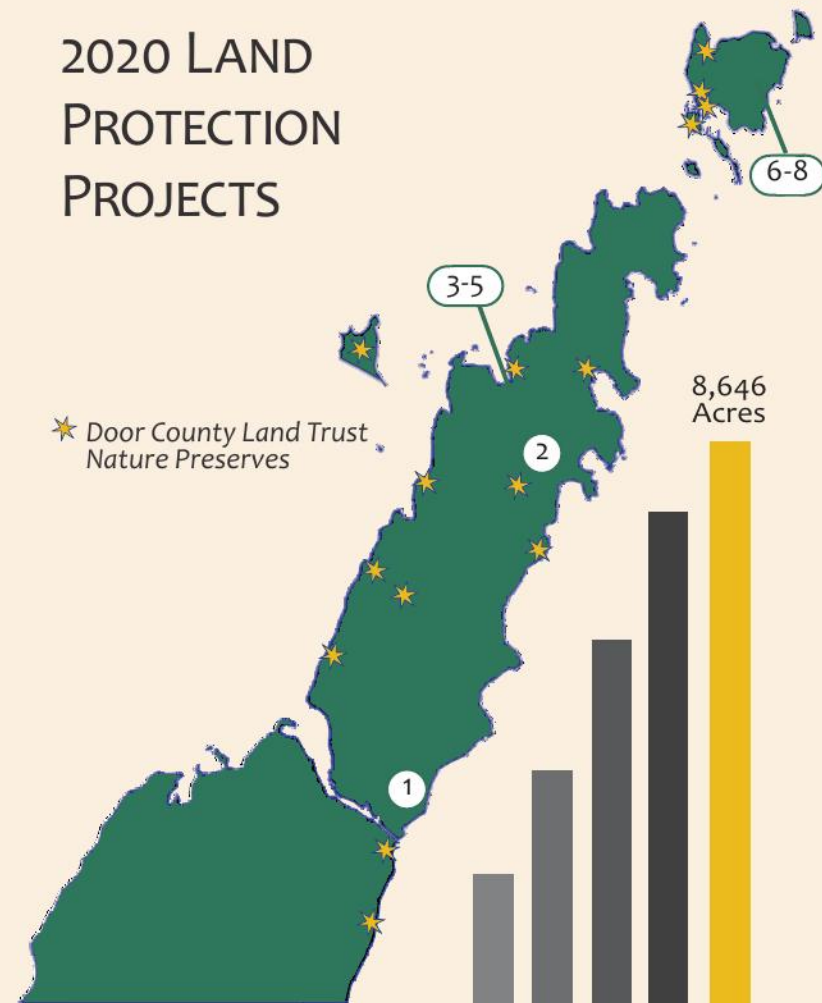 2020 LAND
PROTECTION
PROJECTS
6-8
3-5
8,646
Acres
Door County Land Trust
Nature Preserves
2
1